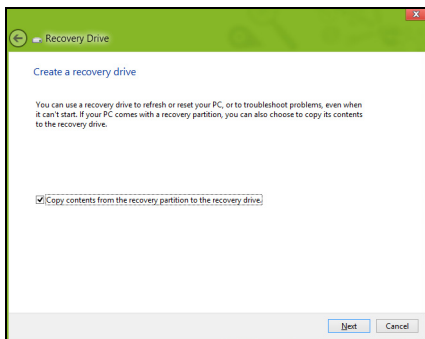 Recovery Drive
Create a recovery drive
You can use a recovery drive to refresh or reset your PC, or to troubleshoot problems, even when
it can't start. If your PC comes with a recovery partition, you can also choose to copy its contents
to the recovery drive.
Copy contents from the recovery partition to the recovery drive.
Next Cancel